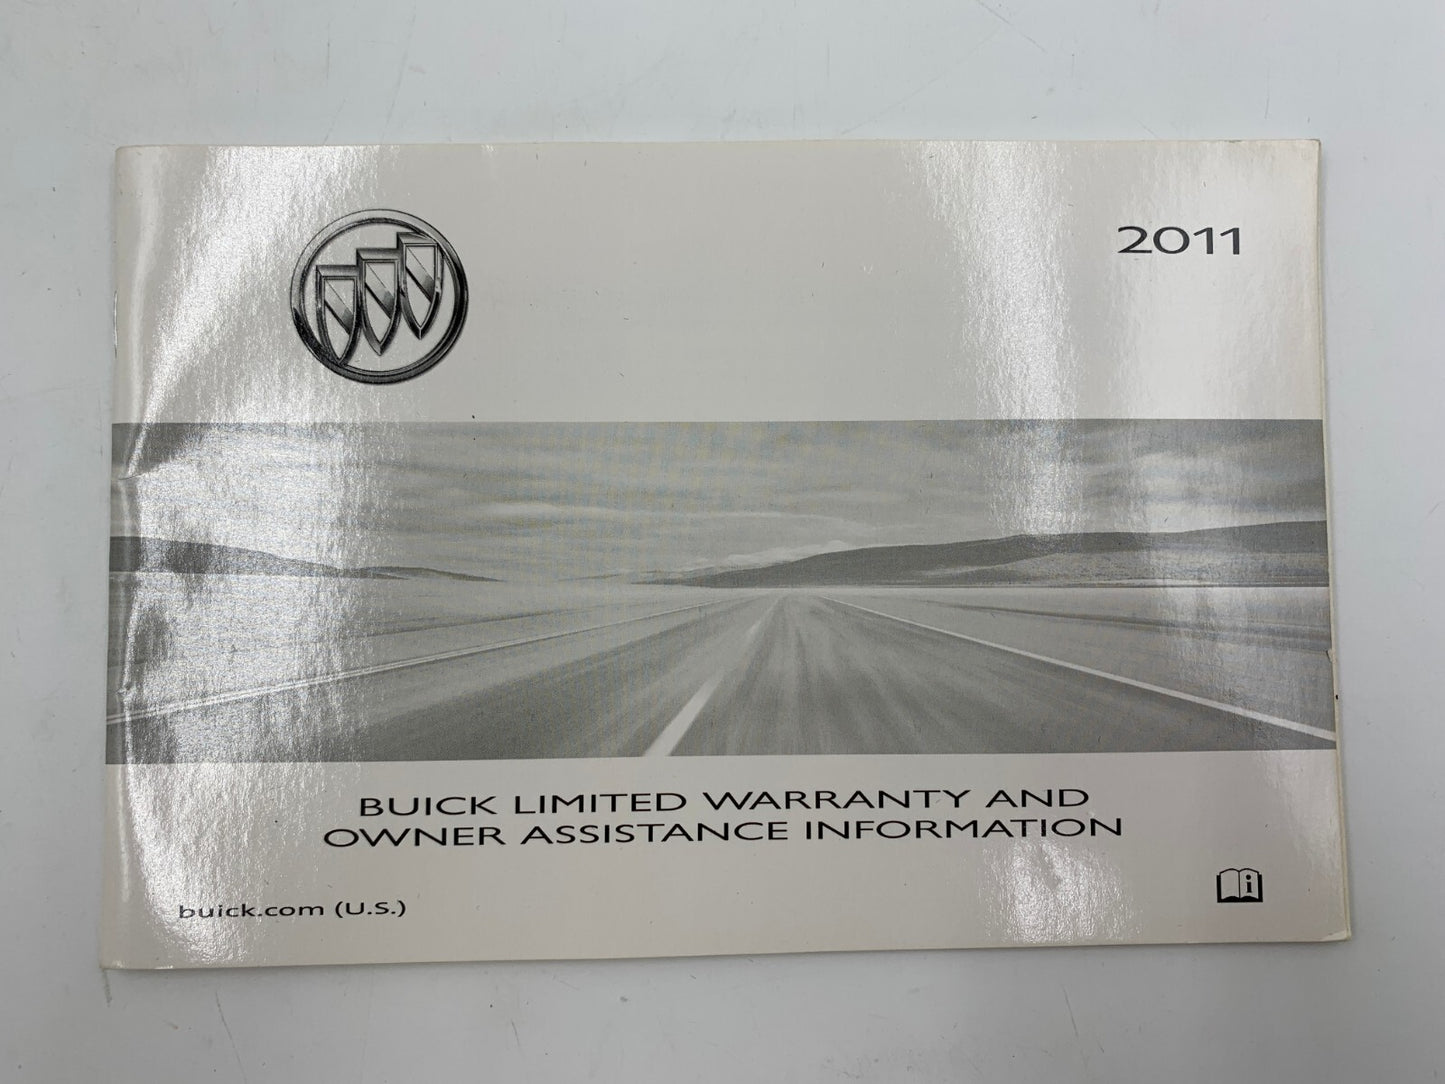 2011
BUICK LIMITED WARRANTY AND
OWNER ASSISTANCE INFORMATION
buick.com (U.S.)
i